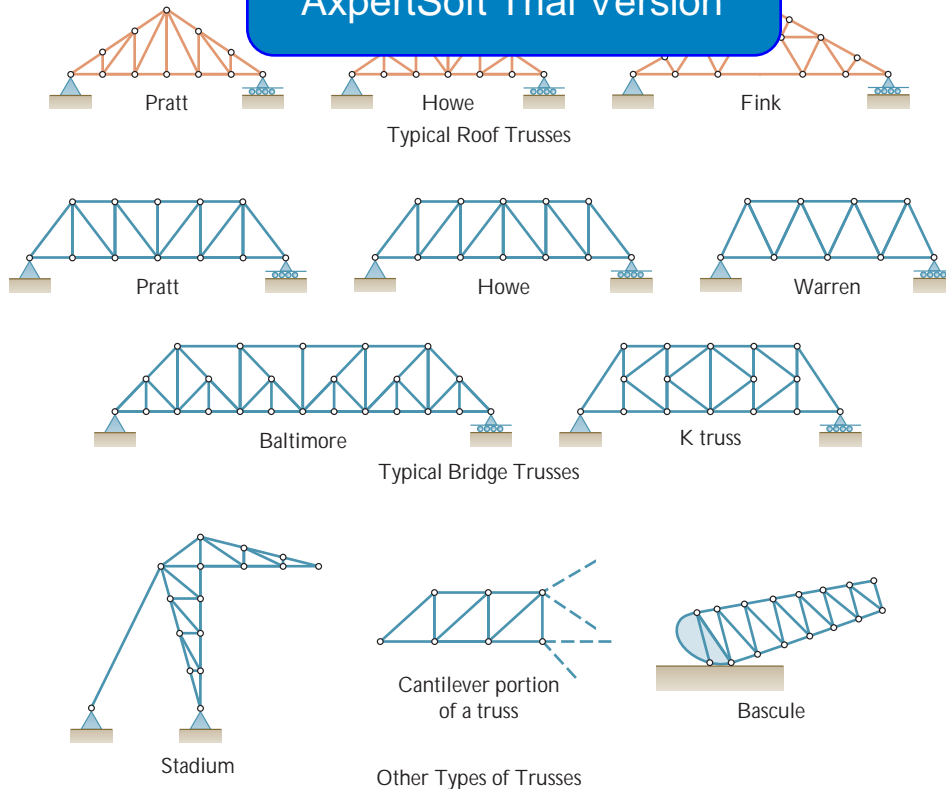 AxpertSoft Trial Version
Pratt
Howe
Fink
Typical Roof Trusses
Pratt
Howe
Warren
Baltimore
K truss
Typical Bridge Trusses
Stadium
Cantilever portion
of a truss
Bascule
Other Types of Trusses